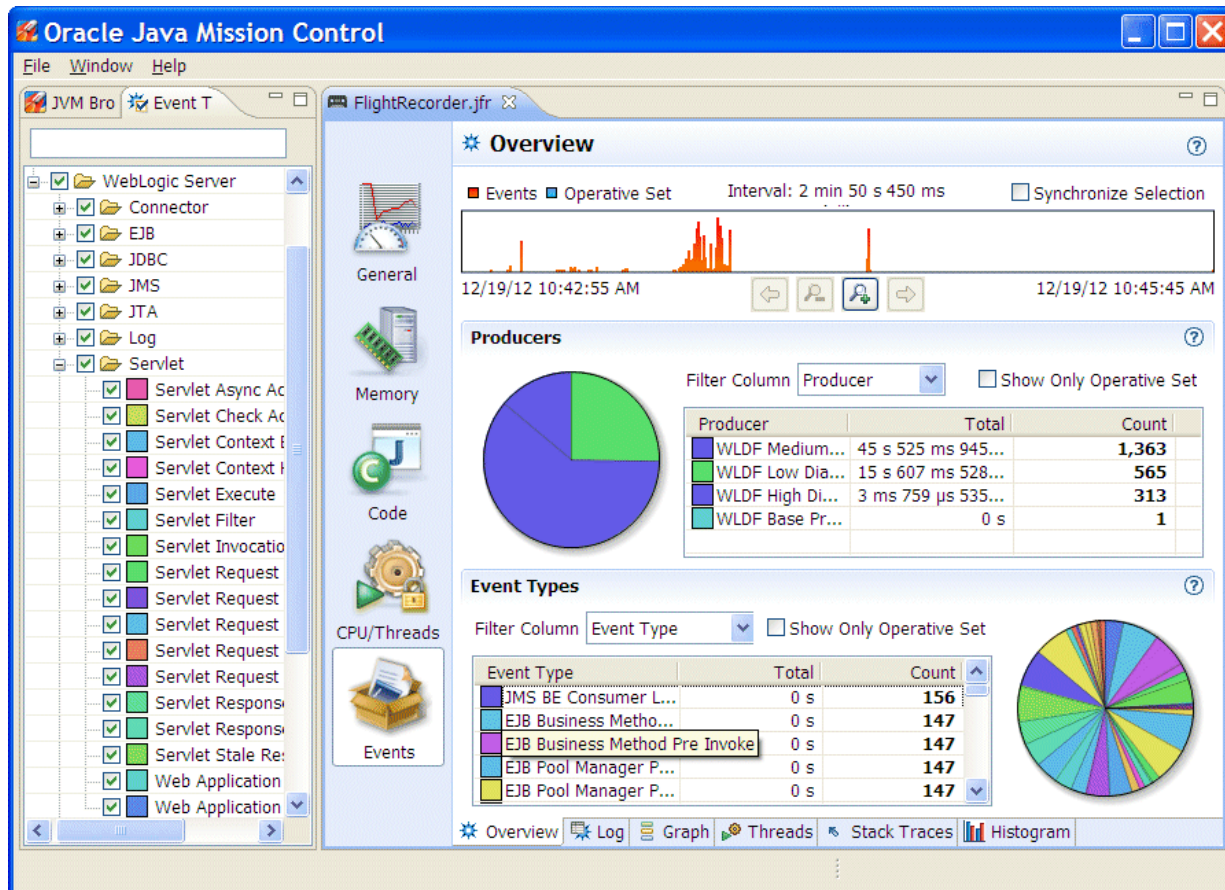 Oracle Java Mission Control
File Window Help
JVM Bro
Event T
WebLogic Server
Connector
EJB
JDBC
JMS
JTA
Log
Servlet
Servlet Async Ac
Servlet Check Ac
Servlet Context E
Servlet Context H
Servlet Execute
Servlet Filter
Servlet Invocatio
Servlet Request
Servlet Request
Servlet Request
Servlet Request
Servlet Request
Servlet Respons
Servlet Respons
Servlet Stale Re
Web Application
Web Application
FlightRecorder.jfr
General
Memory
Code
CPU/Threads
Events
Overview
Events Operative Set Interval: 2 min 50 s 450 ms Synchronize Selection
12/19/12 10:42:55 AM 12/19/12 10:45:45 AM
Producers
Filter Column Producer Show Only Operative Set
Producer Total Count
WLDF Medium... 45 s 525 ms 945... 1,363
WLDF Low Dia... 15 s 607 ms 528... 565
WLDF High Di... 3 ms 759 µs 535... 313
WLDF Base Pr... 0 s 1
Event Types
Filter Column Event Type Show Only Operative Set
Event Type Total Count
JMS BE Consumer L... 0 s 156
EJB Business Metho... 0 s 147
EJB Business Method Pre Invoke 0 s 147
EJB Pool Manager P... 0 s 147
EJB Pool Manager P... 0 s 147
Overview Log Graph Threads Stack Traces Histogram